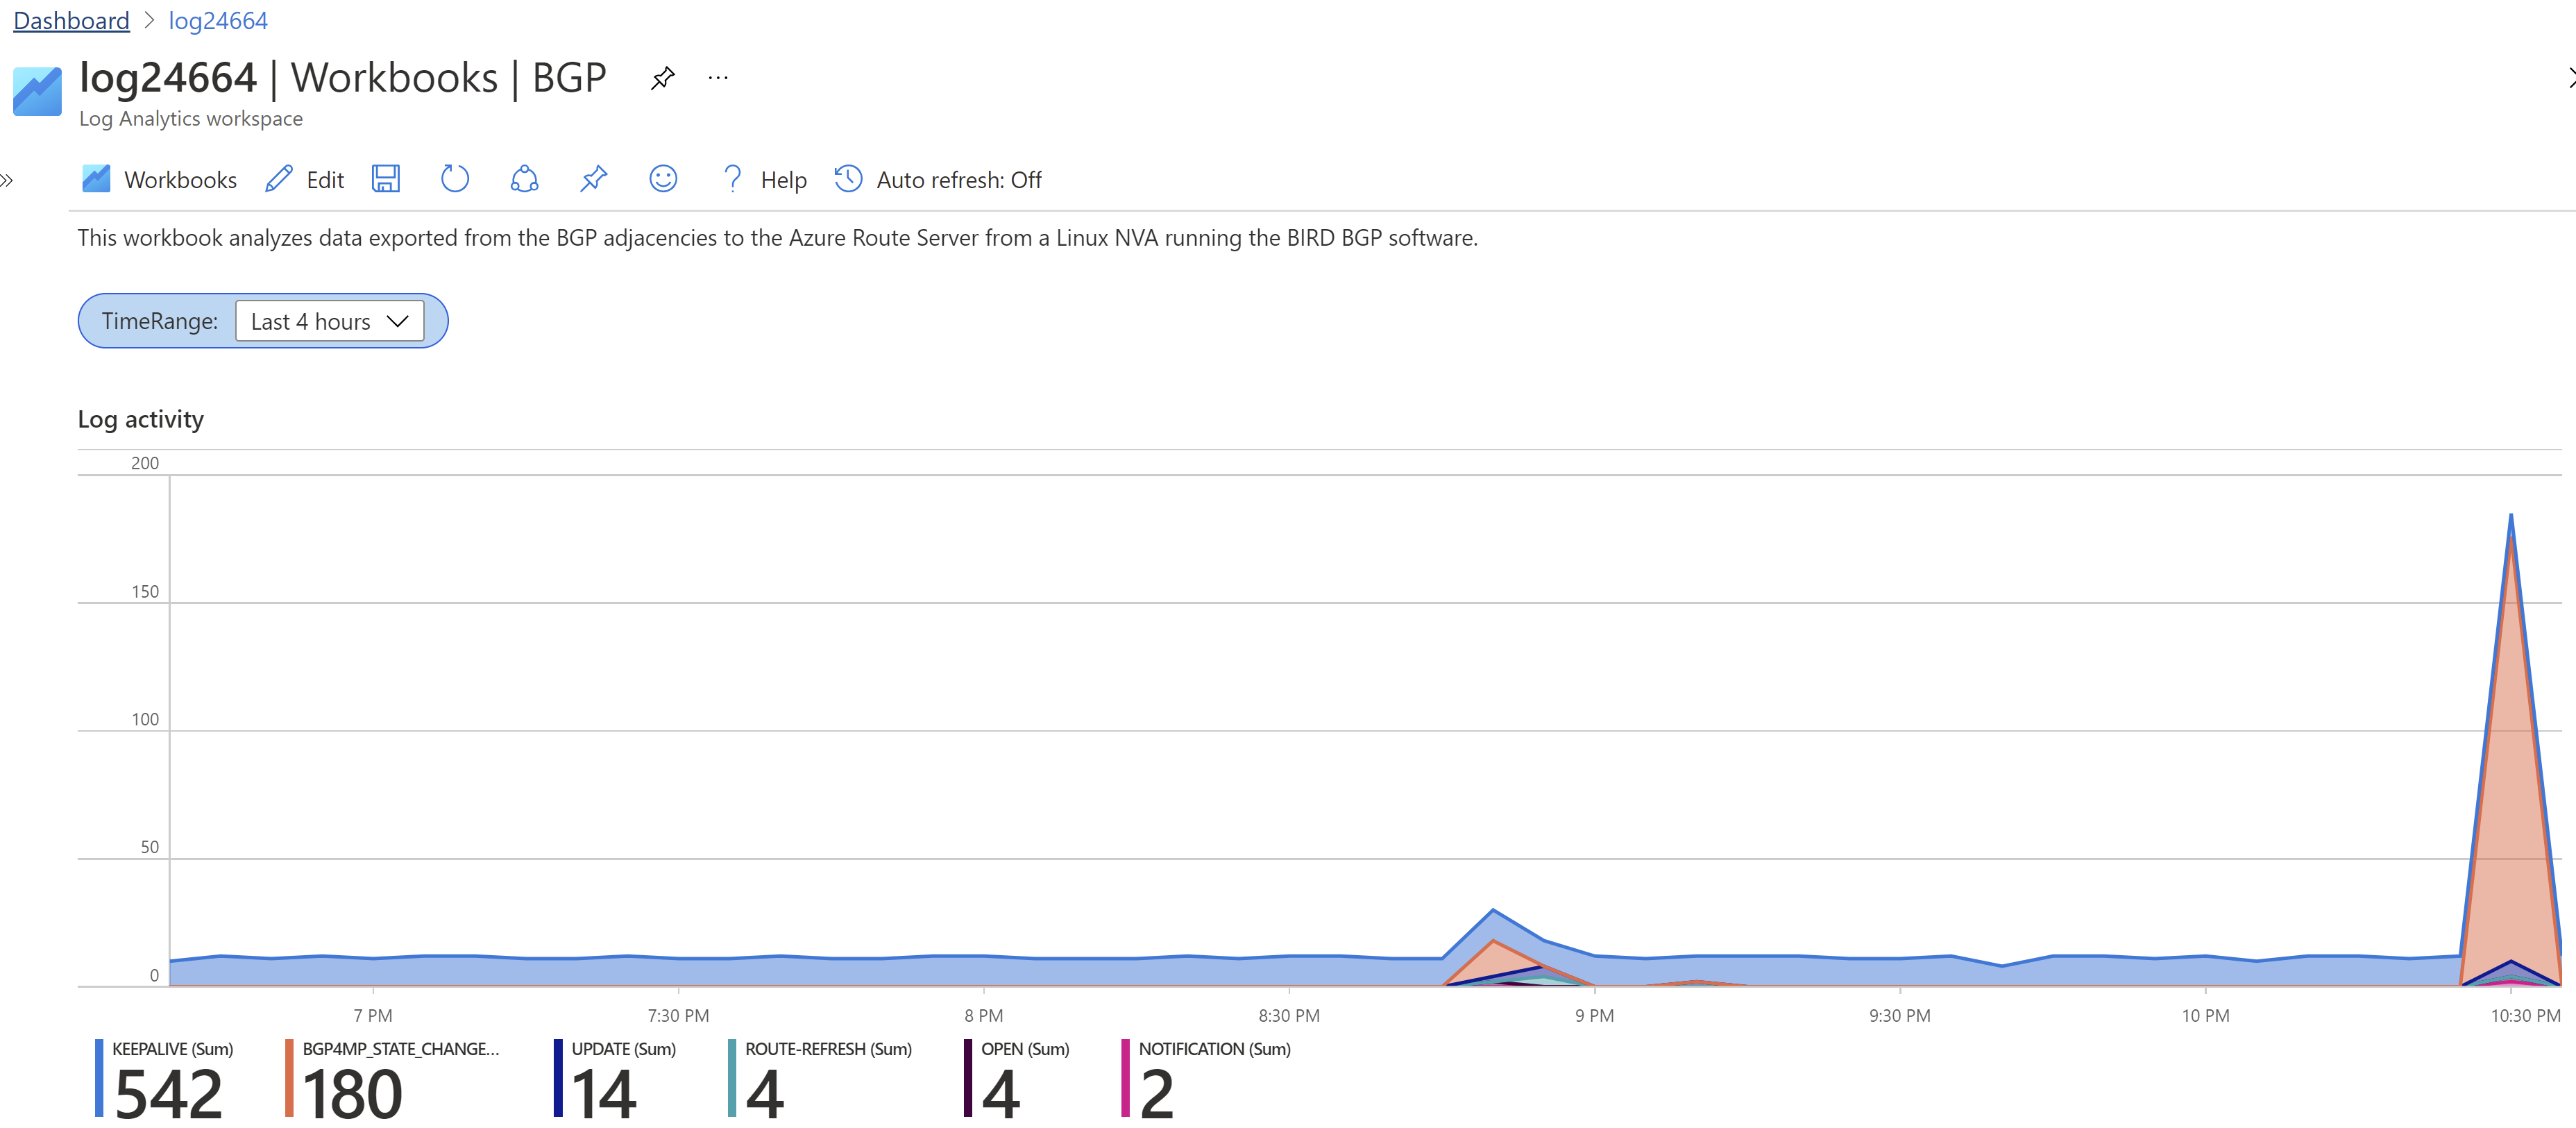 Dashboard > log24664
log24664 | Workbooks | BGP ...
Log Analytics workspace
Workbooks Edit Help Auto refresh: Off
This workbook analyzes data exported from the BGP adjacencies to the Azure Route Server from a Linux NVA running the BIRD BGP software.
TimeRange: Last 4 hours
Log activity
200
150
100
50
0
7 PM 7:30 PM 8 PM 8:30 PM 9 PM 9:30 PM 10 PM 10:30 PM
KEEPALIVE (Sum) BGP4MP_STATE_CHANGE... UPDATE (Sum) ROUTE-REFRESH (Sum) OPEN (Sum) NOTIFICATION (Sum)
542 180 14 4 4 2